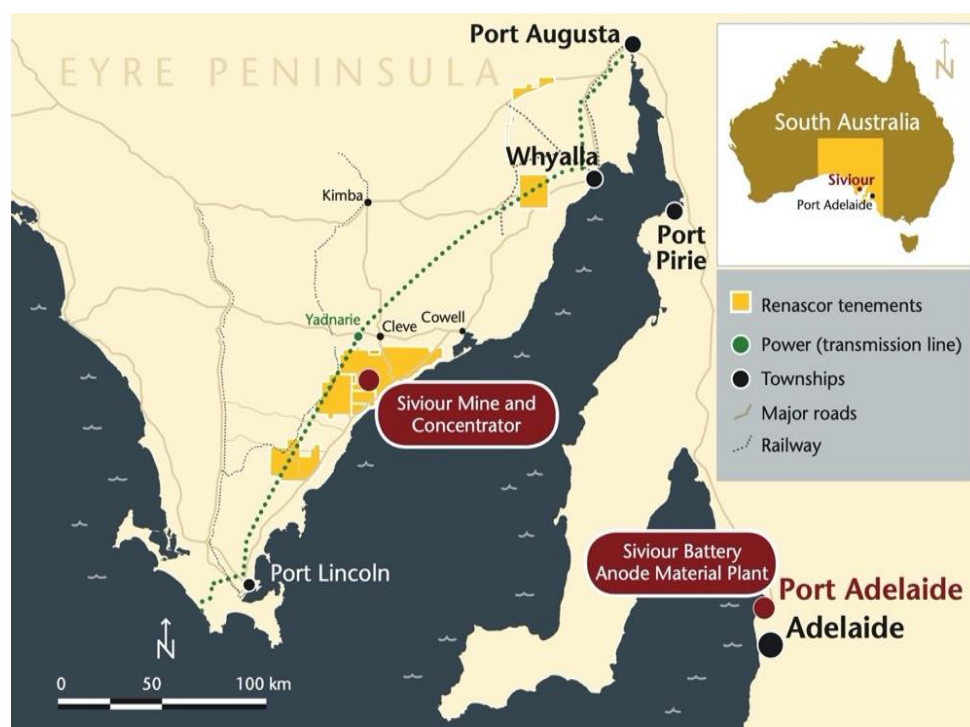 Port Augusta
EYRE PENINSULA
N
South Australia
Siviour
Port Adelaide
Whyalla
Kimba
Port
Pirie
Renascor tenements
Power (transmission line)
Townships
Major roads
Railway
Yadnarie
Cleve
Cowell
Siviour Mine and
Concentrator
Siviour Battery
Anode Material Plant
Port Lincoln
Port Adelaide
Adelaide
N
0 50 100 km